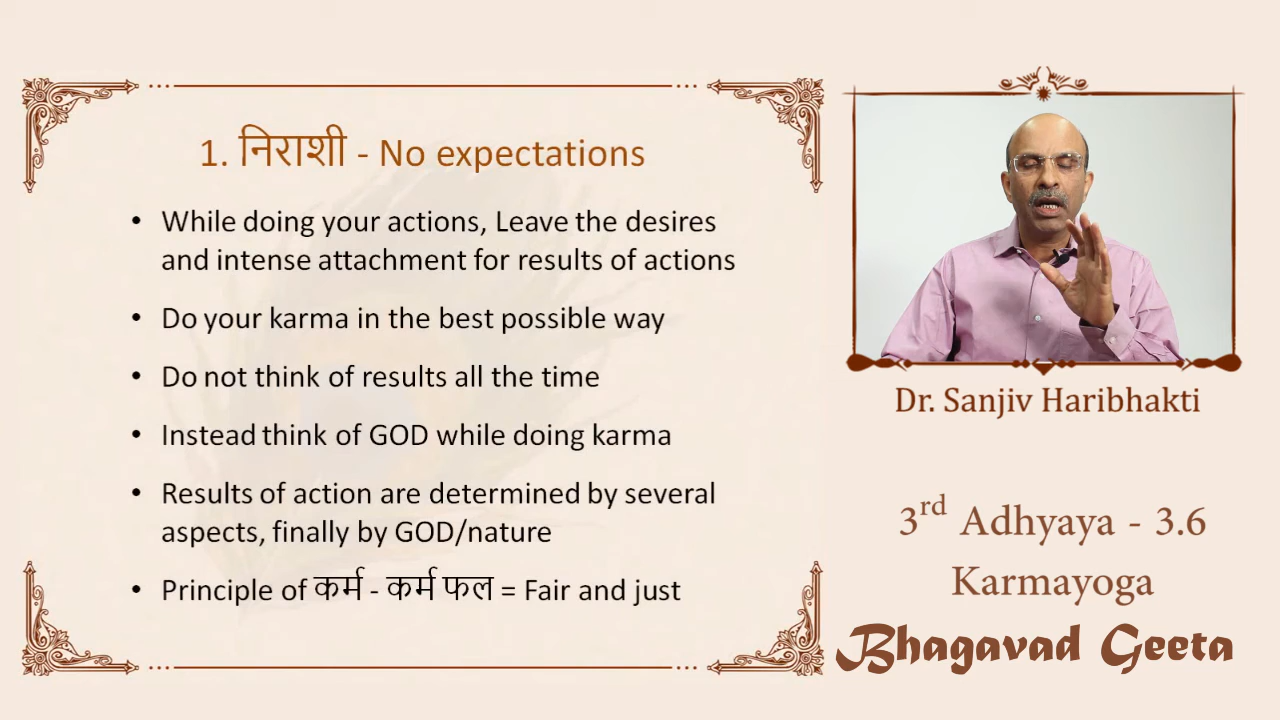 1. निराशी - No expectations
• While doing your actions, Leave the desires
and intense attachment for results of actions
• Do your karma in the best possible way
• Do not think of results all the time
• Instead think of GOD while doing karma
• Results of action are determined by several
aspects, finally by GOD/nature
• Principle of कर्म - कर्म फल = Fair and just
Dr. Sanjiv Haribhakti
3rd Adhyaya - 3.6
Karmayoga
Bhagavad Geeta